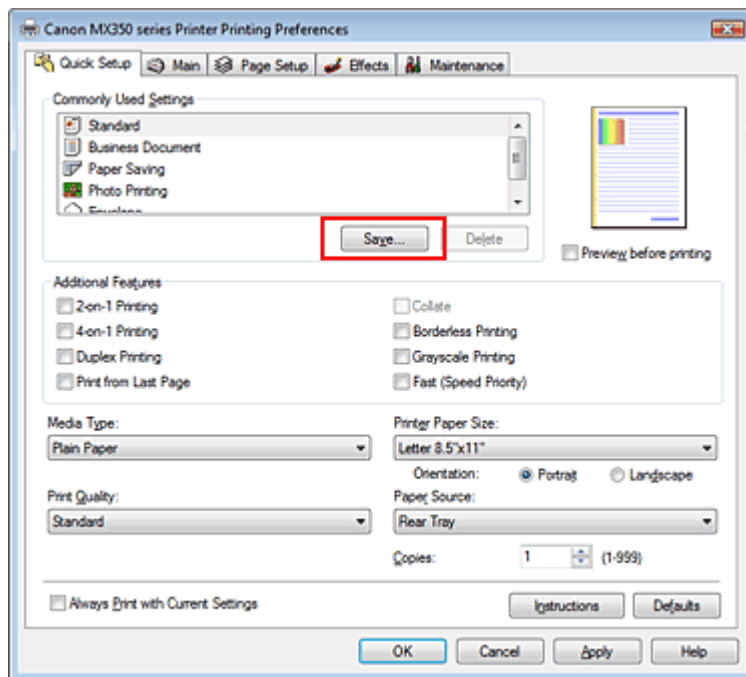 Canon MX350 series Printer Printing Preferences
Quick Setup Main Page Setup Effects Maintenance
Commonly Used Settings
Standard
Business Document
Paper Saving
Photo Printing
Envelope
Save... Delete
Preview before printing
Additional Features
2-on-1 Printing Collate
4-on-1 Printing Borderless Printing
Duplex Printing Grayscale Printing
Print from Last Page Fast (Speed Priority)
Media Type: Printer Paper Size:
Plain Paper Letter 8.5"x11"
Orientation: Portrait Landscape
Print Quality: Paper Source:
Standard Rear Tray
Copies: 1 (1-999)
Always Print with Current Settings Instructions Defaults
OK Cancel Apply Help